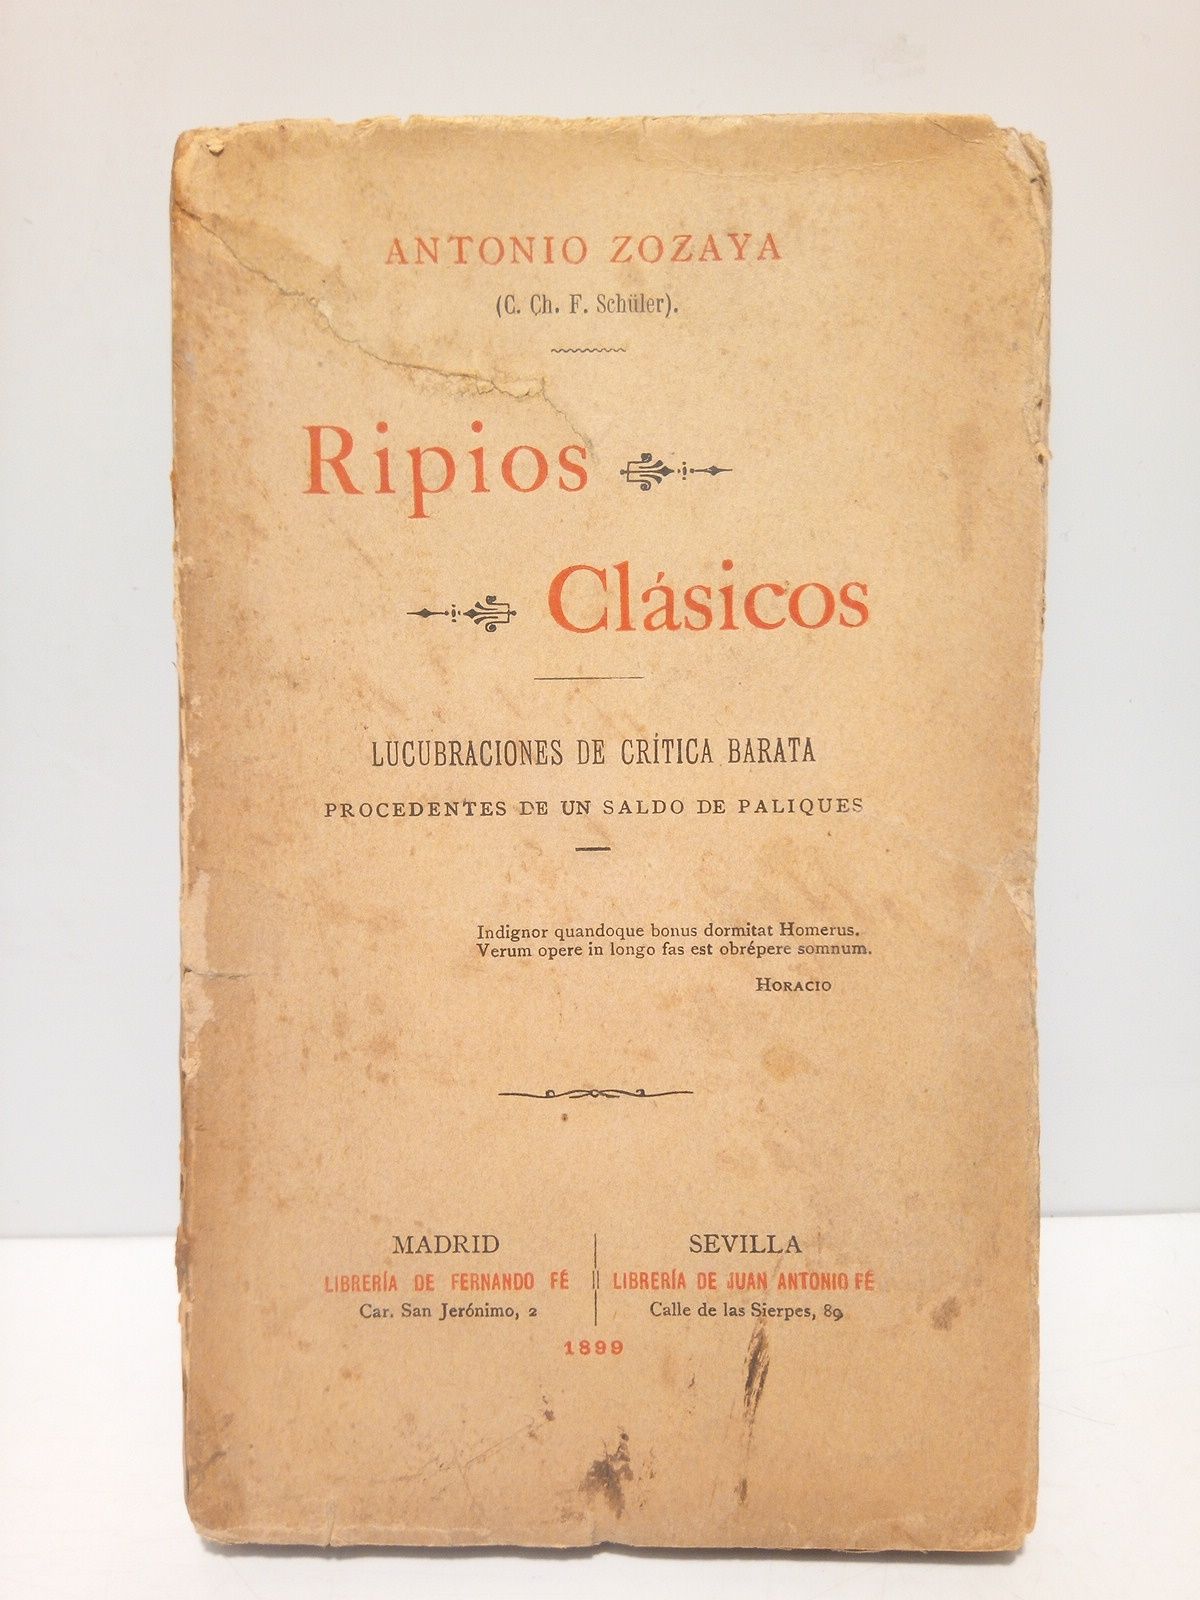 ANTONIO ZOZAYA
(C. Ch. F. Schüler).
Ripios
Clásicos
LUCUBRACIONES DE CRÍTICA BARATA
PROCEDENTES DE UN SALDO DE PALIQUES
Indignor quandoque bonus dormitat Homerus.
Verum opere in longo fas est obrépere somnum.
HORACIO
MADRID
LIBRERÍA DE FERNANDO FÉ
Car. San Jerónimo, 2
SEVILLA
LIBRERÍA DE JUAN ANTONIO FÉ
Calle de las Sierpes, 89
1899